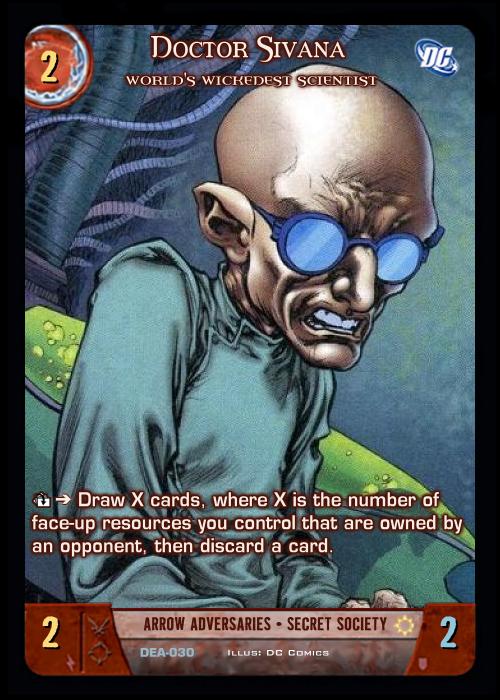 2
DOCTOR SIVANA
DC
WORLD'S WICKEDEST SCIENTIST
➔ Draw X cards, where X is the number of
face-up resources you control that are owned by
an opponent, then discard a card.
2
ARROW ADVERSARIES • SECRET SOCIETY
2
DEA-030 ILLUS: DC COMICS